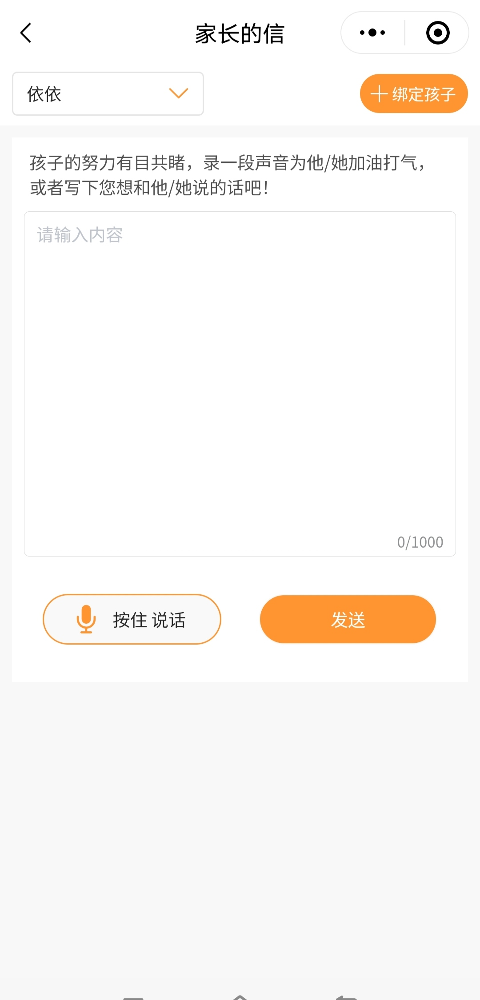 家长的信
依依
绑定孩子
孩子的努力有目共睹，录一段声音为他/她加油打气，
或者写下您想和他/她说的话吧！
请输入内容
0/1000
按住 说话
发送